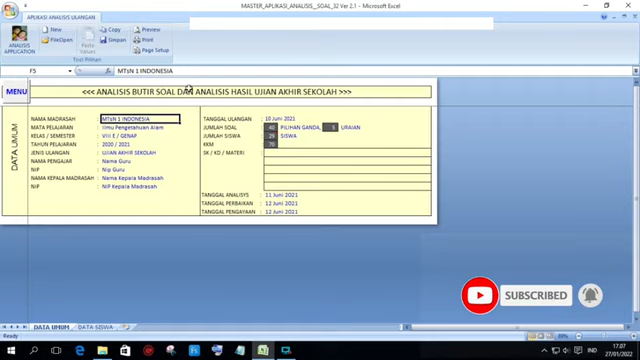 MASTER_APLIKASI_ANALISIS__SOAL_32 Ver 2.1 - Microsoft Excel
APLIKASI ANALISIS ULANGAN
ANALISIS APPLICATION
New
FileOpen
Paste Values
Copy
Simpan
Preview
Print
Page Setup
Tool Pilihan
F5
MTsN 1 INDONESIA
MENU
<<< ANALISIS BUTIR SOAL DAN ANALISIS HASIL UJIAN AKHIR SEKOLAH >>>
DATA UMUM
NAMA MADRASAH : MTsN 1 INDONESIA
MATA PELAJARAN : Ilmu Pengetahuan Alam
KELAS / SEMESTER : VIII E / GENAP
TAHUN PELAJARAN : 2020 / 2021
JENIS ULANGAN : UJIAN AKHIR SEKOLAH
NAMA PENGAJAR : Nama Guru
NIP : Nip Guru
NAMA KEPALA MADRASAH : Nama Kepala Madrasah
NIP : NIP Kepala Madrasah
TANGGAL ULANGAN : 10 Juni 2021
JUMLAH SOAL : 40 PILIHAN GANDA, 5 URAIAN
JUMLAH SISWA : 29 SISWA
KKM : 70
SK / KD / MATERI :
TANGGAL ANALISYS : 11 Juni 2021
TANGGAL PERBAIKAN : 12 Juni 2021
TANGGAL PENGAYAAN : 12 Juni 2021
SUBSCRIBED
DATA UMUM
DATA SISWA
Ready
IND
17.07
27/01/2022